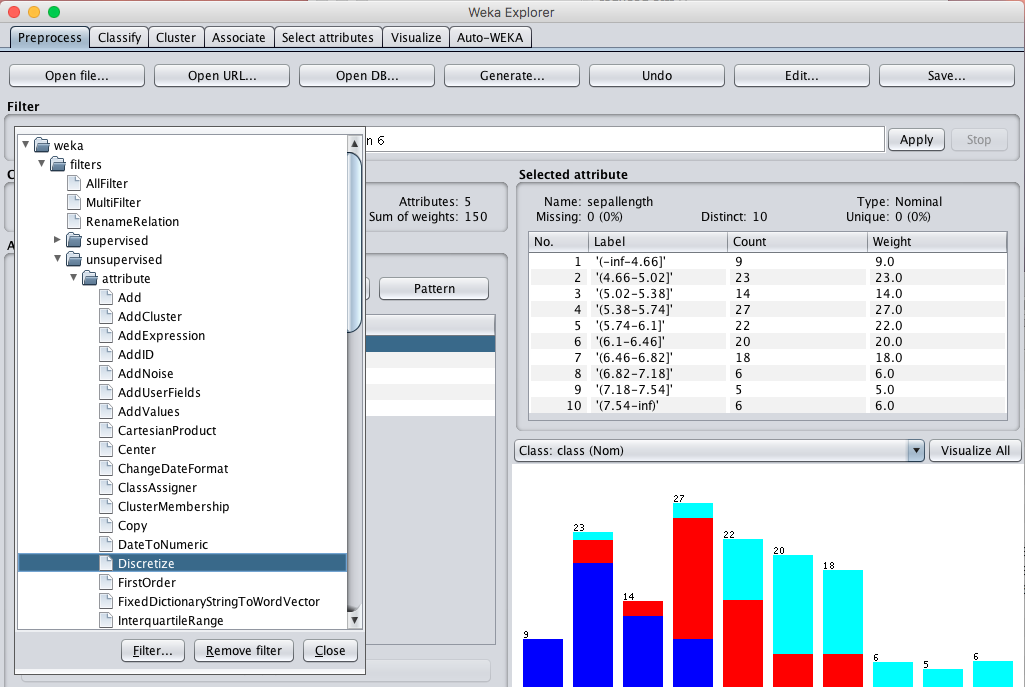 Weka Explorer
Preprocess Classify Cluster Associate Select attributes Visualize Auto-WEKA
Open file... Open URL... Open DB... Generate... Undo Edit... Save...
Filter
n 6 Apply Stop
weka
filters
AllFilter
MultiFilter
RenameRelation
supervised
unsupervised
attribute
Add
AddCluster
AddExpression
AddID
AddNoise
AddUserFields
AddValues
CartesianProduct
Center
ChangeDateFormat
ClassAssigner
ClusterMembership
Copy
DateToNumeric
Discretize
FirstOrder
FixedDictionaryStringToWordVector
InterquartileRange
Filter... Remove filter Close
Attributes: 5
Sum of weights: 150
Pattern
Selected attribute
Name: sepallength Type: Nominal
Missing: 0 (0%) Distinct: 10 Unique: 0 (0%)
No. Label Count Weight
1 '(-inf-4.66]' 9 9.0
2 '(4.66-5.02]' 23 23.0
3 '(5.02-5.38]' 14 14.0
4 '(5.38-5.74]' 27 27.0
5 '(5.74-6.1]' 22 22.0
6 '(6.1-6.46]' 20 20.0
7 '(6.46-6.82]' 18 18.0
8 '(6.82-7.18]' 6 6.0
9 '(7.18-7.54]' 5 5.0
10 '(7.54-inf)' 6 6.0
Class: class (Nom) Visualize All
9 23 14 27 22 20 18 6 5 6